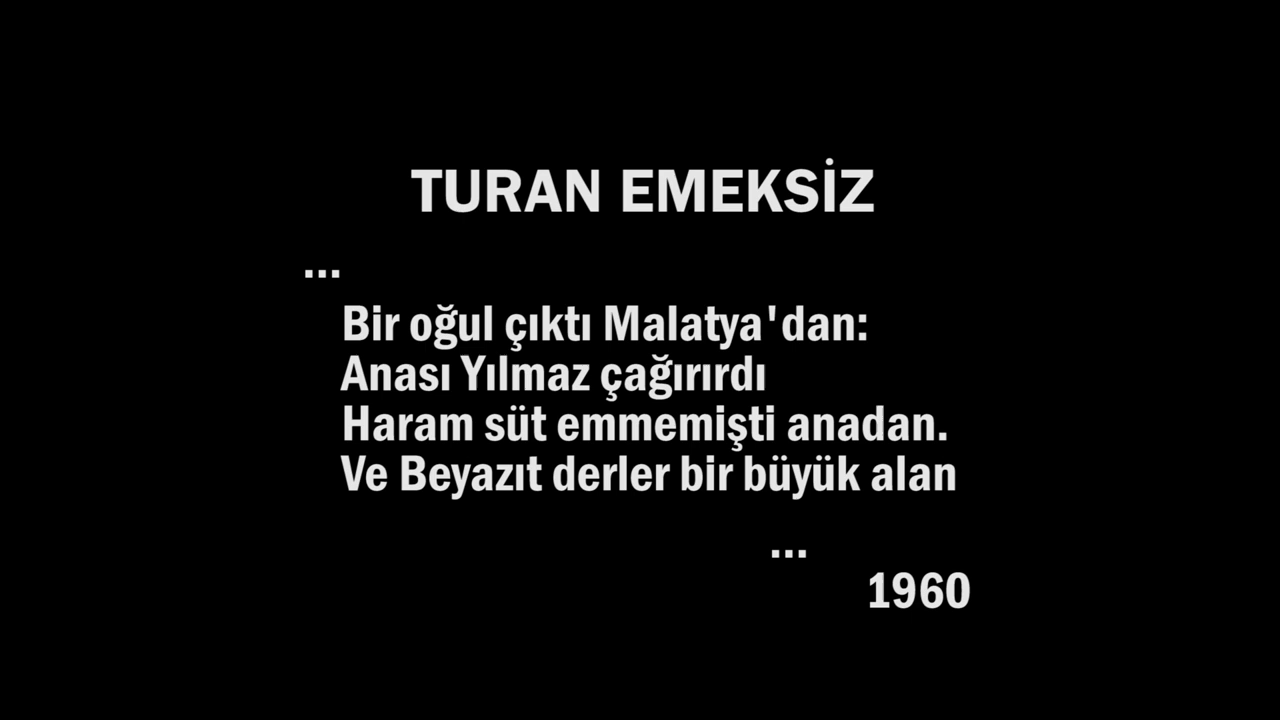 TURAN EMEKSİZ
...
Bir oğul çıktı Malatya'dan:
Anası Yılmaz çağırırdı
Haram süt emmemişti anadan.
Ve Beyazıt derler bir büyük alan
...
1960